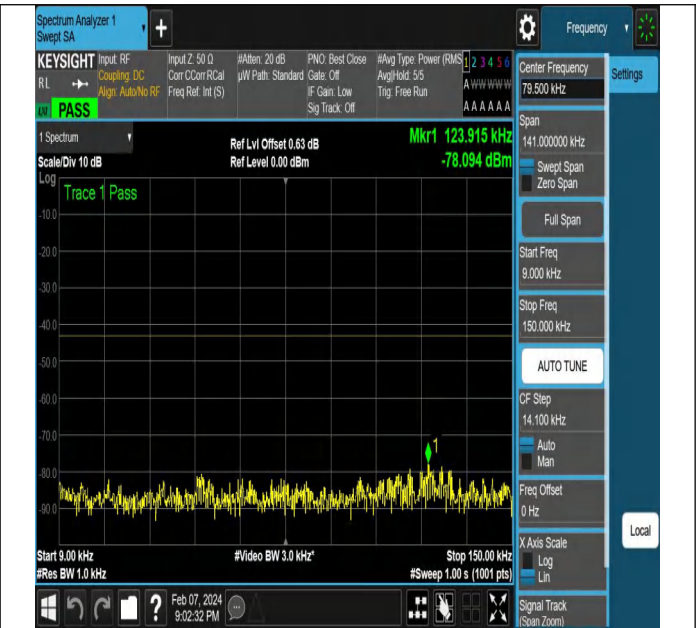 Spectrum Analyzer 1
Swept SA
+
Frequency
KEYSIGHT
Input: RF
Coupling: DC
Align: Auto/No RF
Input Z: 50 Ω
Corr CCorr RCal
Freq Ref: Int (S)
#Atten: 20 dB
µW Path: Standard
PNO: Best Close
Gate: Off
IF Gain: Low
Sig Track: Off
#Avg Type: Power (RMS
Avg|Hold: 5/5
Trig: Free Run
1 2 3 4 5 6
A W W W W W
A A A A A A
RL
PASS
1 Spectrum
Scale/Div 10 dB
Ref Lvl Offset 0.63 dB
Ref Level 0.00 dBm
Mkr1 123.915 kHz
-78.094 dBm
Log
Trace 1 Pass
-10.0
-20.0
-30.0
-40.0
-50.0
-60.0
-70.0
-80.0
-90.0
1
Start 9.00 kHz
#Res BW 1.0 kHz
#Video BW 3.0 kHz*
Stop 150.00 kHz
#Sweep 1.00 s (1001 pts)
?
Feb 07, 2024
9:02:32 PM
Center Frequency
79.500 kHz
Settings
Span
141.000000 kHz
Swept Span
Zero Span
Full Span
Start Freq
9.000 kHz
Stop Freq
150.000 kHz
AUTO TUNE
CF Step
14.100 kHz
Auto
Man
Freq Offset
0 Hz
X Axis Scale
Log
Lin
Local
Signal Track
(Span Zoom)